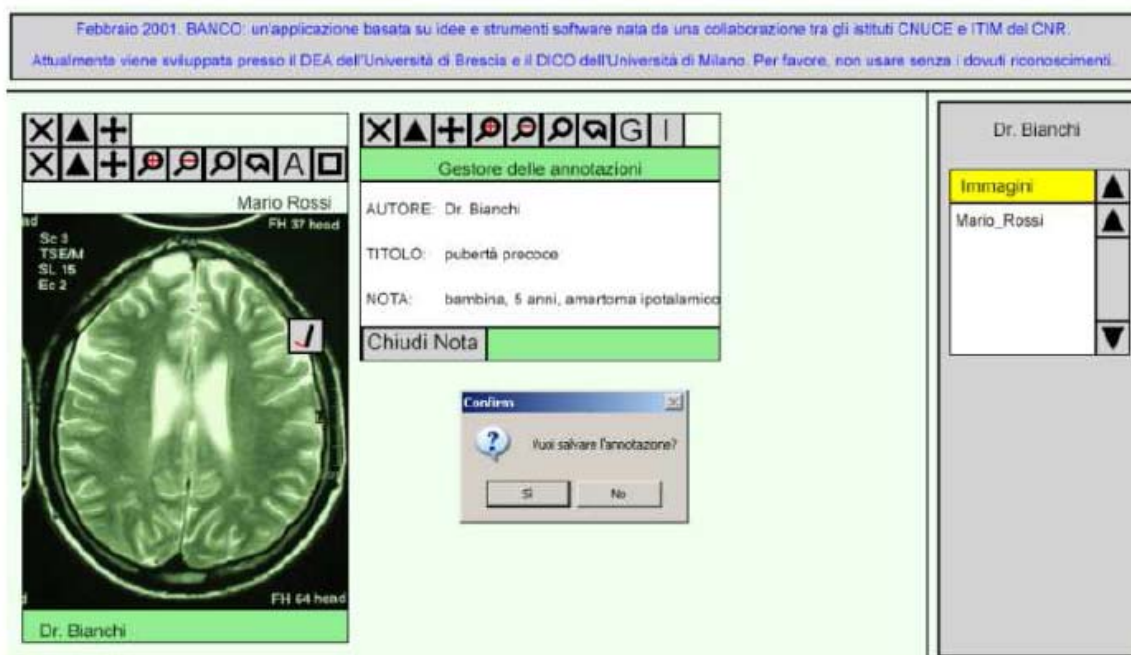 Febbraio 2001. BANCO: un'applicazione basata su idee e strumenti software nata da una collaborazione tra gli istituti CNUCE e ITIM del CNR.
Attualmente viene sviluppata presso il DEA dell'Università di Brescia e il DICO dell'Università di Milano. Per favore, non usare senza i dovuti riconoscimenti.
A
Mario Rossi
FH 37 head
Sc 3
TSE/M
SL 15
Ec 2
FH 64 head
Dr. Bianchi
G I
Gestore delle annotazioni
AUTORE: Dr. Bianchi
TITOLO: pubertà precoce
NOTA: bambina, 5 anni, amartoma ipotalamico
Chiudi Nota
Confirm
Vuoi salvare l'annotazione?
Sì No
Dr. Bianchi
Immagini
Mario_Rossi